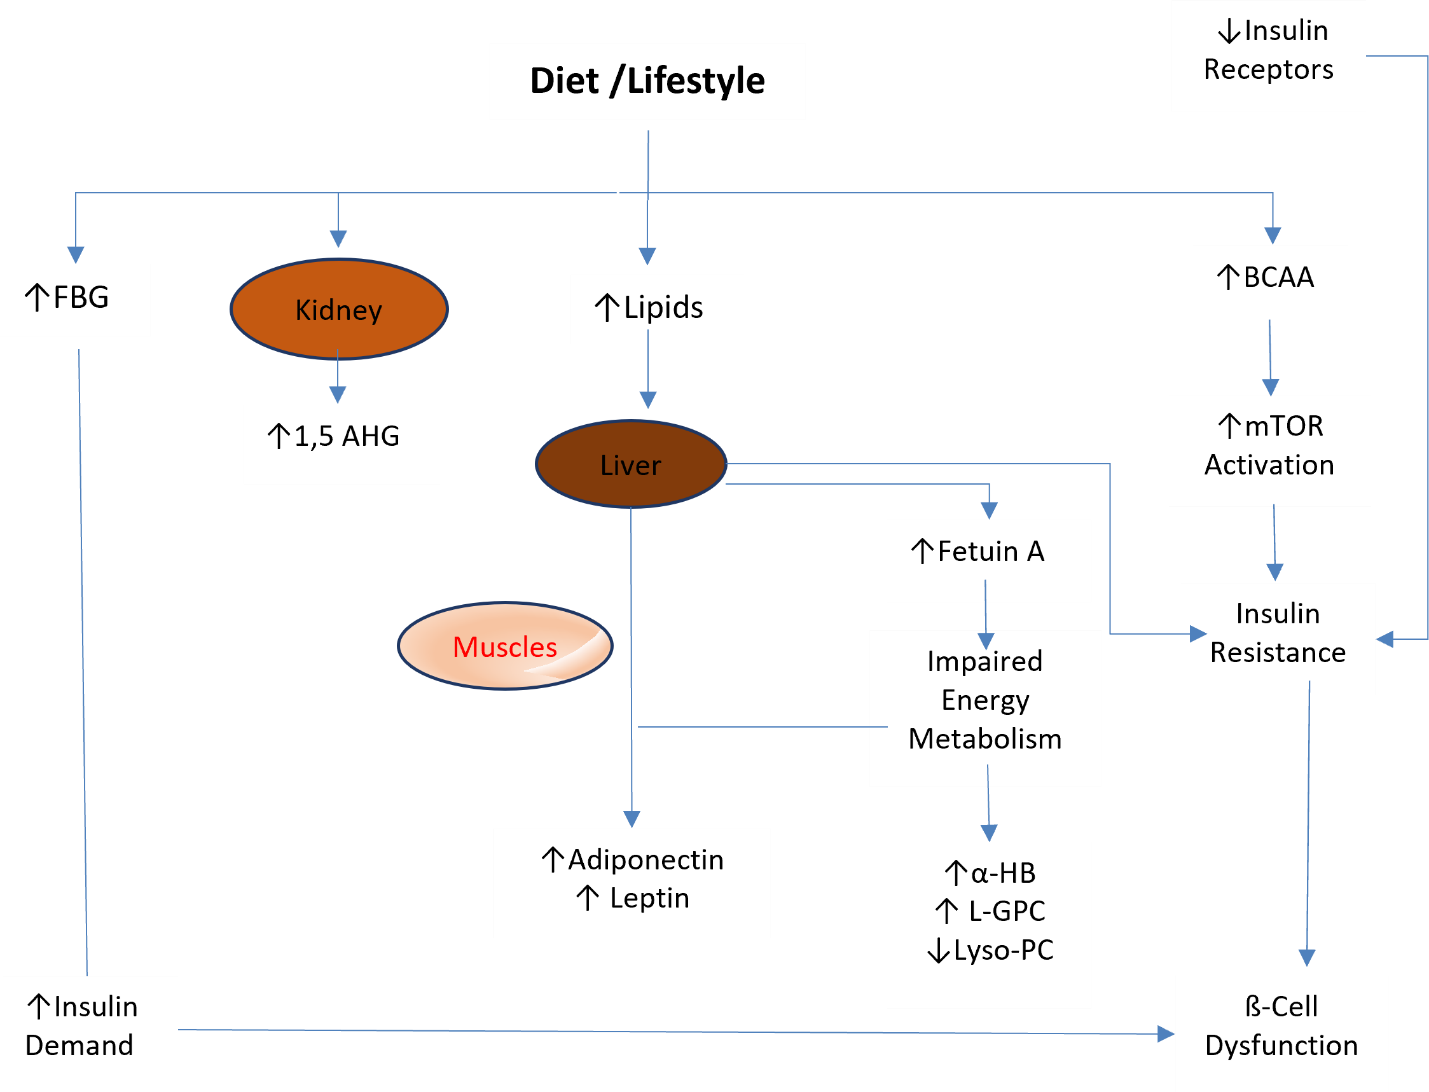 ↓Insulin
Receptors
Diet /Lifestyle
↑FBG
Kidney
↑Lipids
↑BCAA
↑1,5 AHG
Liver
↑mTOR
Activation
↑Fetuin A
Muscles
Insulin
Resistance
Impaired
Energy
Metabolism
↑Adiponectin
↑ Leptin
↑α-HB
↑ L-GPC
↓Lyso-PC
↑Insulin
Demand
ß-Cell
Dysfunction